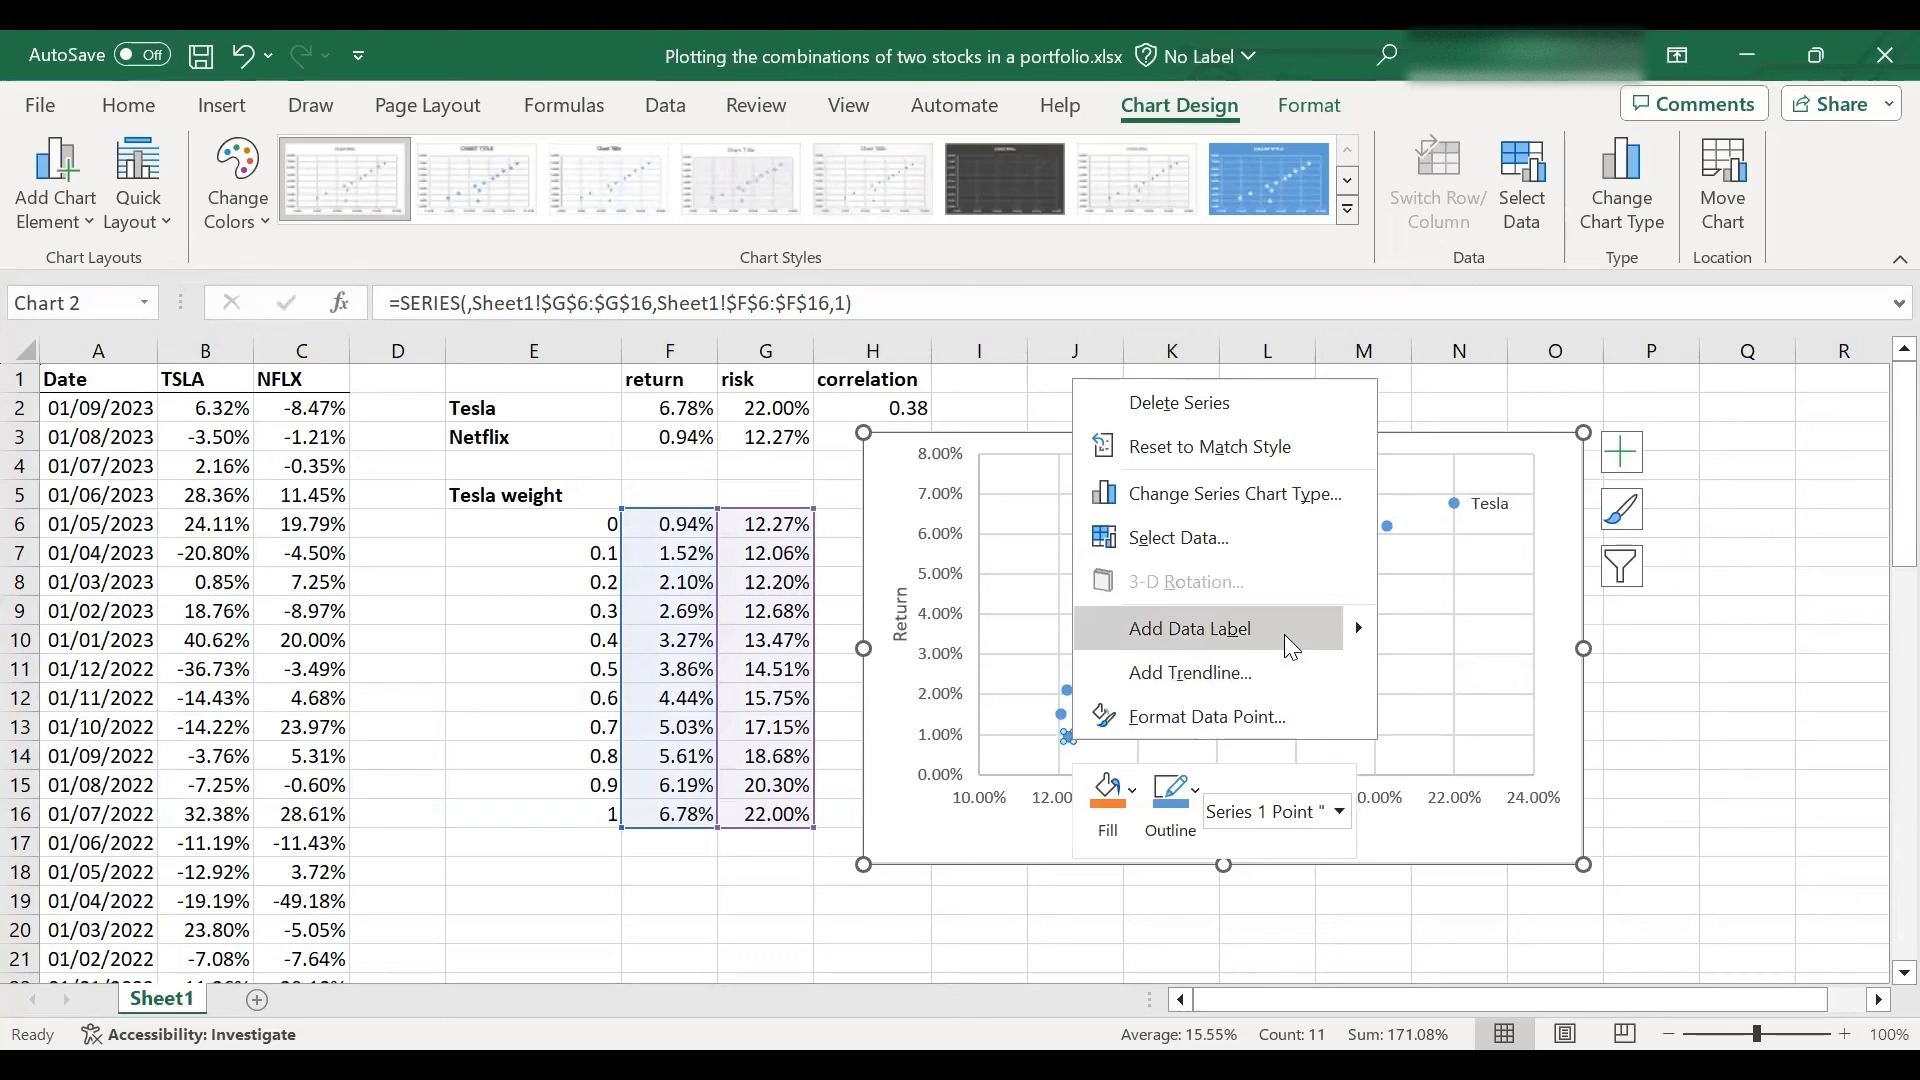 AutoSave Off Plotting the combinations of two stocks in a portfolio.xlsx No Label
File Home Insert Draw Page Layout Formulas Data Review View Automate Help Chart Design Format Comments Share
Add Chart Element Quick Layout Change Colors Switch Row/ Column Select Data Change Chart Type Move Chart
Chart Layouts Chart Styles Data Type Location
Chart 2 fx =SERIES(,Sheet1!$G$6:$G$16,Sheet1!$F$6:$F$16,1)
A B C D E F G H I J K L M N O P Q R
1 Date TSLA NFLX return risk correlation
2 01/09/2023 6.32% -8.47% Tesla 6.78% 22.00% 0.38
3 01/08/2023 -3.50% -1.21% Netflix 0.94% 12.27%
4 01/07/2023 2.16% -0.35%
5 01/06/2023 28.36% 11.45% Tesla weight
6 01/05/2023 24.11% 19.79% 0 0.94% 12.27%
7 01/04/2023 -20.80% -4.50% 0.1 1.52% 12.06%
8 01/03/2023 0.85% 7.25% 0.2 2.10% 12.20%
9 01/02/2023 18.76% -8.97% 0.3 2.69% 12.68%
10 01/01/2023 40.62% 20.00% 0.4 3.27% 13.47%
11 01/12/2022 -36.73% -3.49% 0.5 3.86% 14.51%
12 01/11/2022 -14.43% 4.68% 0.6 4.44% 15.75%
13 01/10/2022 -14.22% 23.97% 0.7 5.03% 17.15%
14 01/09/2022 -3.76% 5.31% 0.8 5.61% 18.68%
15 01/08/2022 -7.25% -0.60% 0.9 6.19% 20.30%
16 01/07/2022 32.38% 28.61% 1 6.78% 22.00%
17 01/06/2022 -11.19% -11.43%
18 01/05/2022 -12.92% 3.72%
19 01/04/2022 -19.19% -49.18%
20 01/03/2022 23.80% -5.05%
21 01/02/2022 -7.08% -7.64%
8.00%
7.00%
6.00%
5.00%
4.00%
3.00%
2.00%
1.00%
0.00%
Return
Tesla
10.00% 12.00 0.00% 22.00% 24.00%
Delete Series
Reset to Match Style
Change Series Chart Type...
Select Data...
3-D Rotation...
Add Data Label
Add Trendline...
Format Data Point...
Fill Outline Series 1 Point "
Sheet1
Ready Accessibility: Investigate Average: 15.55% Count: 11 Sum: 171.08% 100%